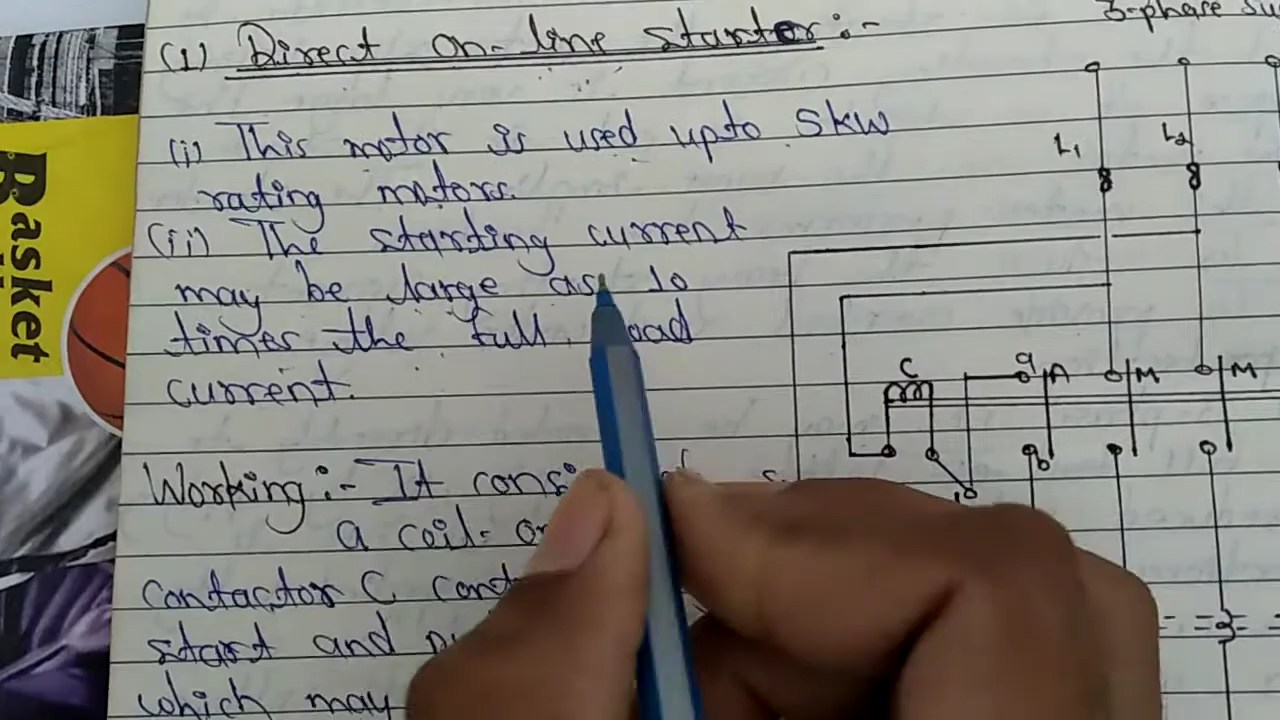 (1) Direct on-line starter:-
(i) This motor is used upto 5kw
rating motors.
(ii) The starting current
may be large as 10
times the full load
current.
Working:- It
a coil-
contactor C
start and
which may
3-phase
L1
L2
C
a
A
M
M
b
Basket